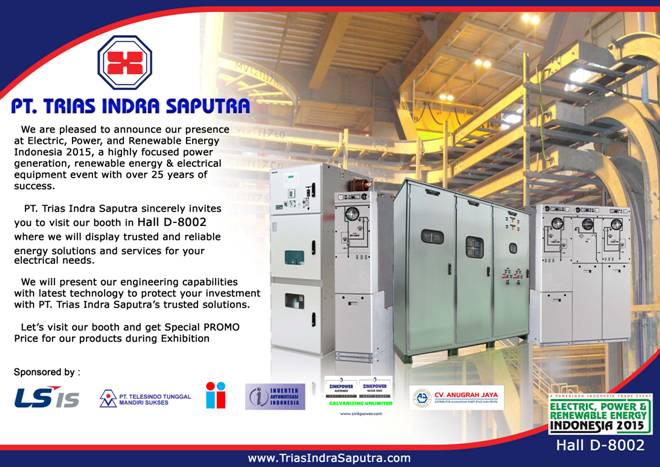 PT. TRIAS INDRA SAPUTRA
We are pleased to announce our presence
at Electric, Power, and Renewable Energy
Indonesia 2015, a highly focused power
generation, renewable energy & electrical
equipment event with over 25 years of
success.
PT. Trias Indra Saputra sincerely invites
you to visit our booth in Hall D-8002
where we will display trusted and reliable
energy solutions and services for your
electrical needs.
We will present our engineering capabilities
with latest technology to protect your investment
with PT. Trias Indra Saputra's trusted solutions.
Let's visit our booth and get Special PROMO
Price for our products during Exhibition
Sponsored by :
LSIS
PT. TELESINDO TUNGGAL
MANDIRI SUKSES
INVERTER
AUTOMATION
INDONESIA
ZINKPOWER
ZINKPOWER
GALVANIZING UNLIMITED
www.zinkpower.com
CV. ANUGRAH JAYA
A PAMERINDO INDONESIA TRADE EVENT
ELECTRIC, POWER &
RENEWABLE ENERGY
INDONESIA 2015
Hall D-8002
www.TriasIndraSaputra.com